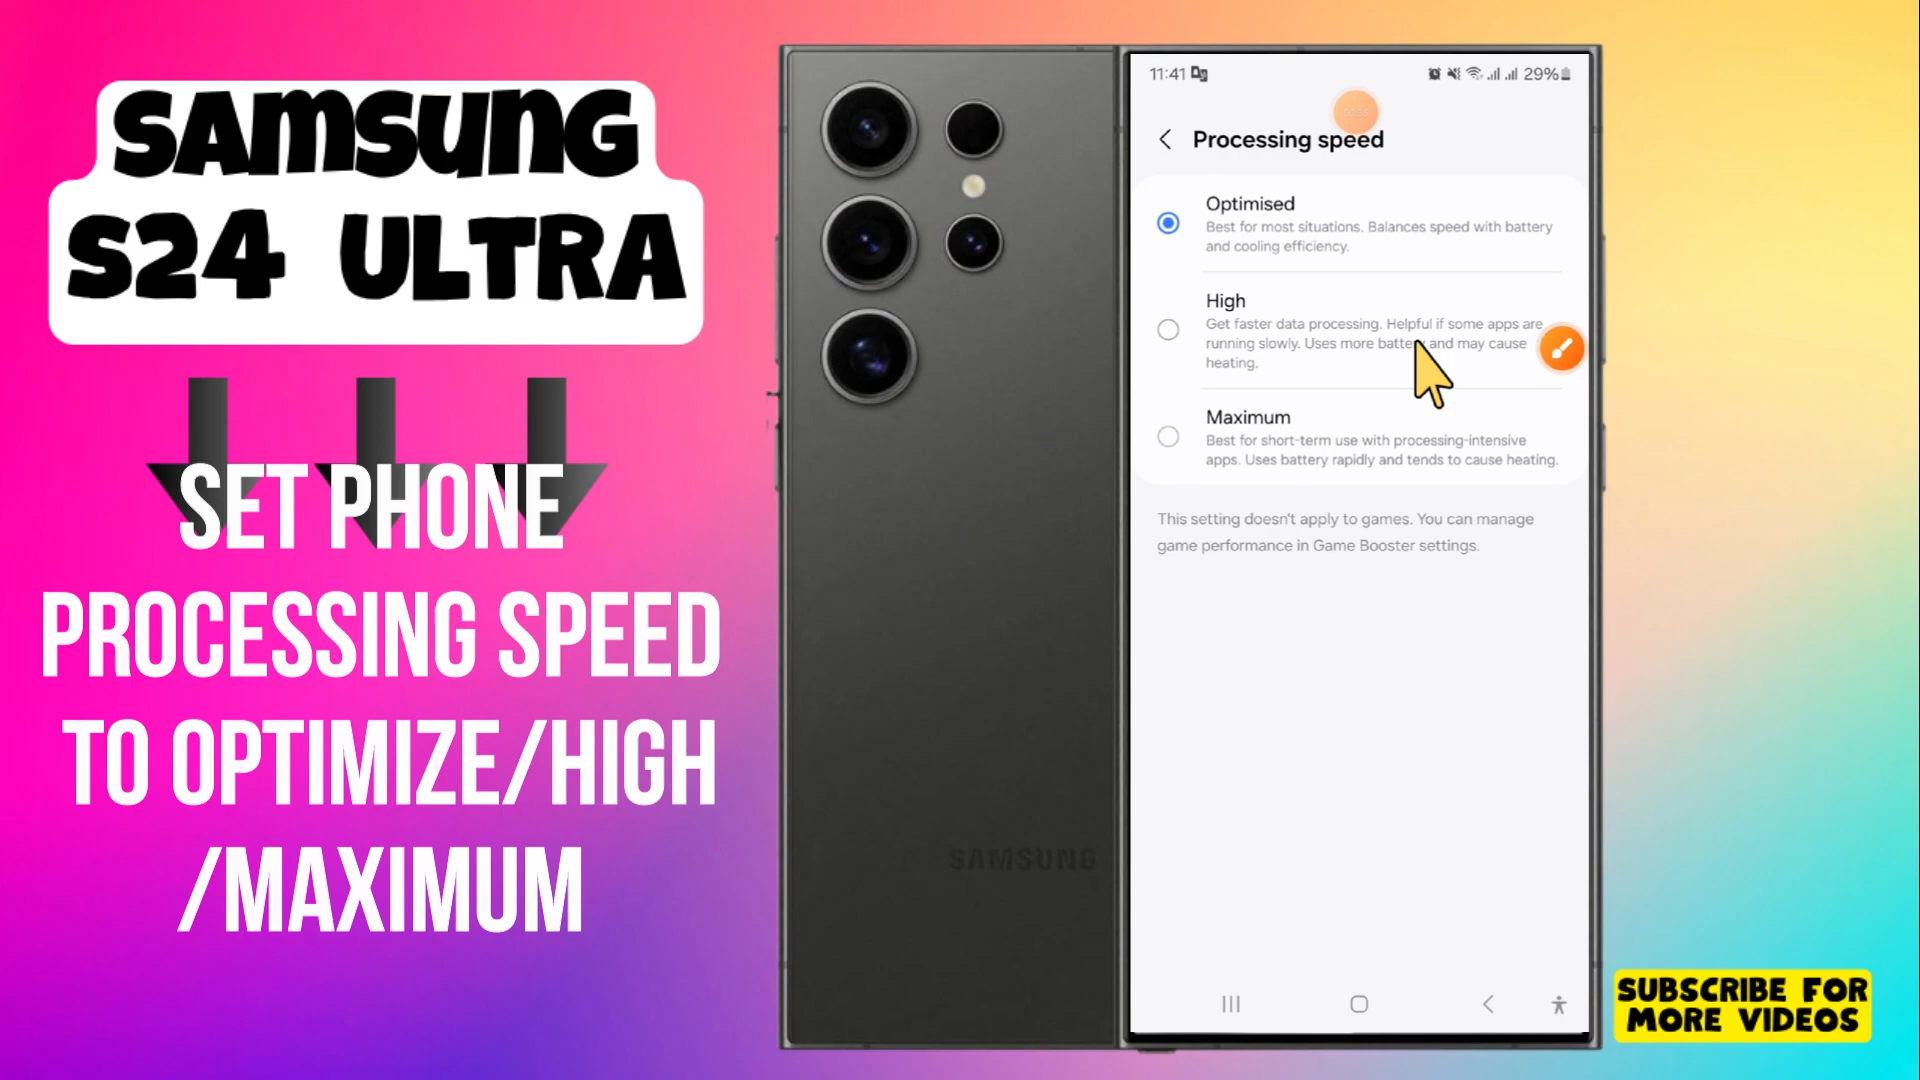 SAMSUNG
S24 ULTRA
SET PHONE
PROCESSING SPEED
TO OPTIMIZE/HIGH
/MAXIMUM
SAMSUNG
11:41 29%
Processing speed
Optimised
Best for most situations. Balances speed with battery
and cooling efficiency.
High
Get faster data processing. Helpful if some apps are
running slowly. Uses more battery and may cause
heating.
Maximum
Best for short-term use with processing-intensive
apps. Uses battery rapidly and tends to cause heating.
This setting doesn't apply to games. You can manage
game performance in Game Booster settings.
SUBSCRIBE FOR
MORE VIDEOS